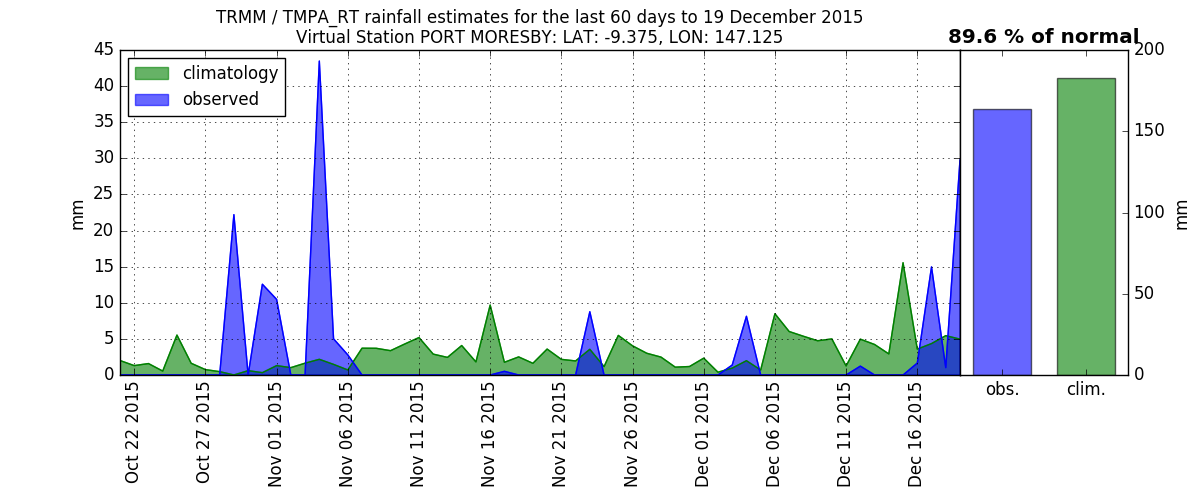 TRMM / TMPA_RT rainfall estimates for the last 60 days to 19 December 2015
Virtual Station PORT MORESBY: LAT: -9.375, LON: 147.125
89.6 % of normal
climatology
observed
45
40
35
30
25
20
15
10
5
0
mm
Oct 22 2015
Oct 27 2015
Nov 01 2015
Nov 06 2015
Nov 11 2015
Nov 16 2015
Nov 21 2015
Nov 26 2015
Dec 01 2015
Dec 06 2015
Dec 11 2015
Dec 16 2015
obs.
clim.
200
150
100
50
0
mm